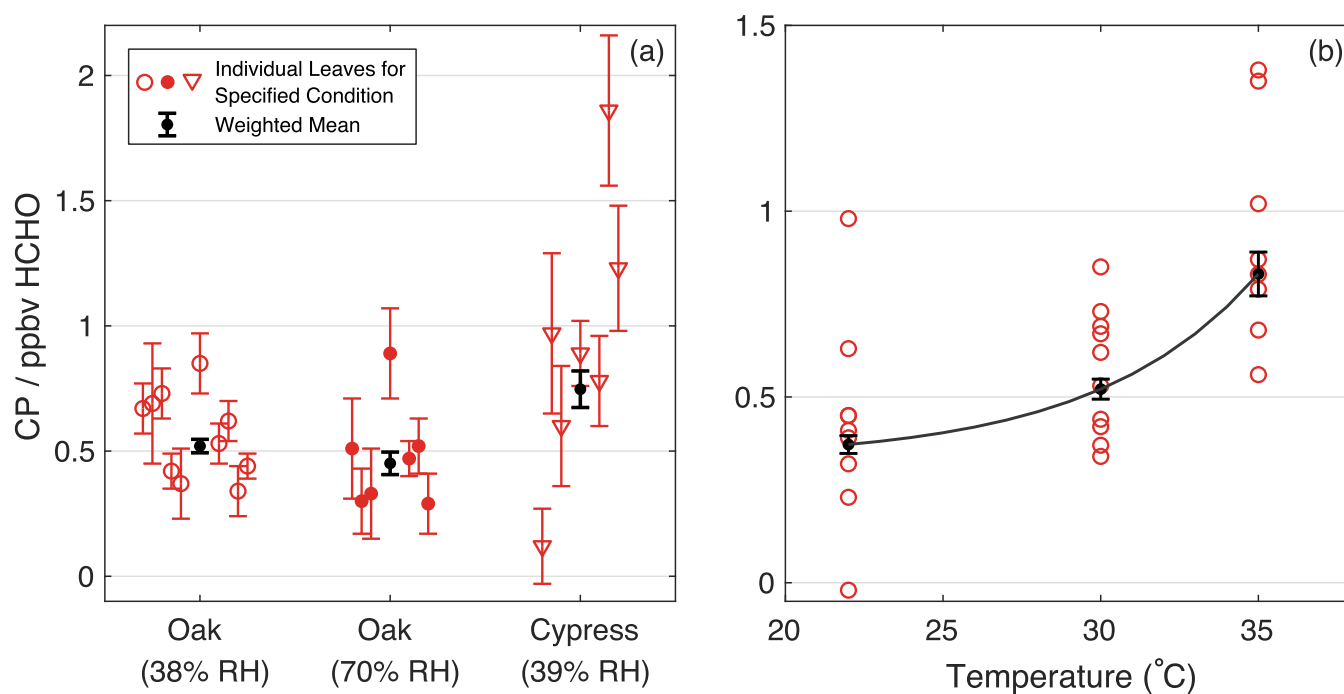 (a)
Individual Leaves for
Specified Condition
Weighted Mean
CP / ppbv HCHO
2
1.5
1
0.5
0
Oak
(38% RH)
Oak
(70% RH)
Cypress
(39% RH)
(b)
1.5
1
0.5
0
20
25
30
35
Temperature (°C)